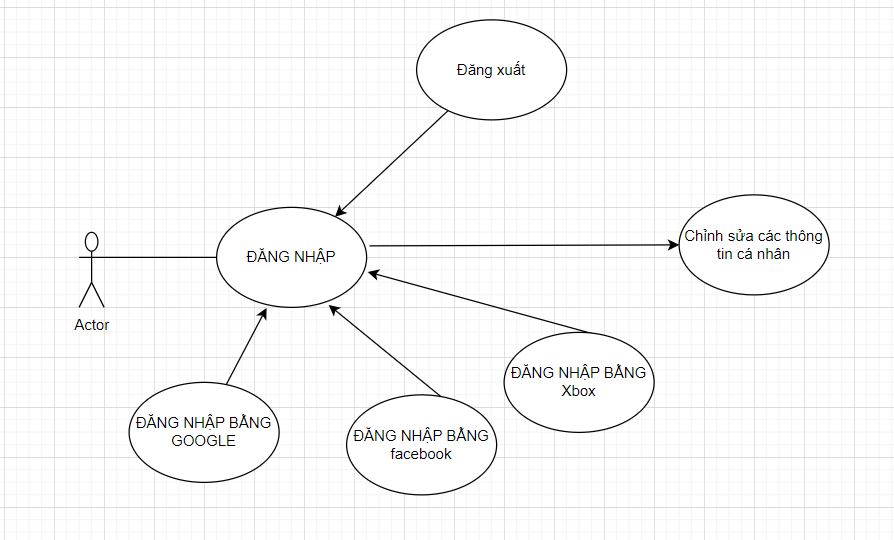 Đăng xuất
Chỉnh sửa các thông
tin cá nhân
ĐĂNG NHẬP
Actor
ĐĂNG NHẬP BẰNG
Xbox
ĐĂNG NHẬP BẰNG
GOOGLE
ĐĂNG NHẬP BẰNG
facebook